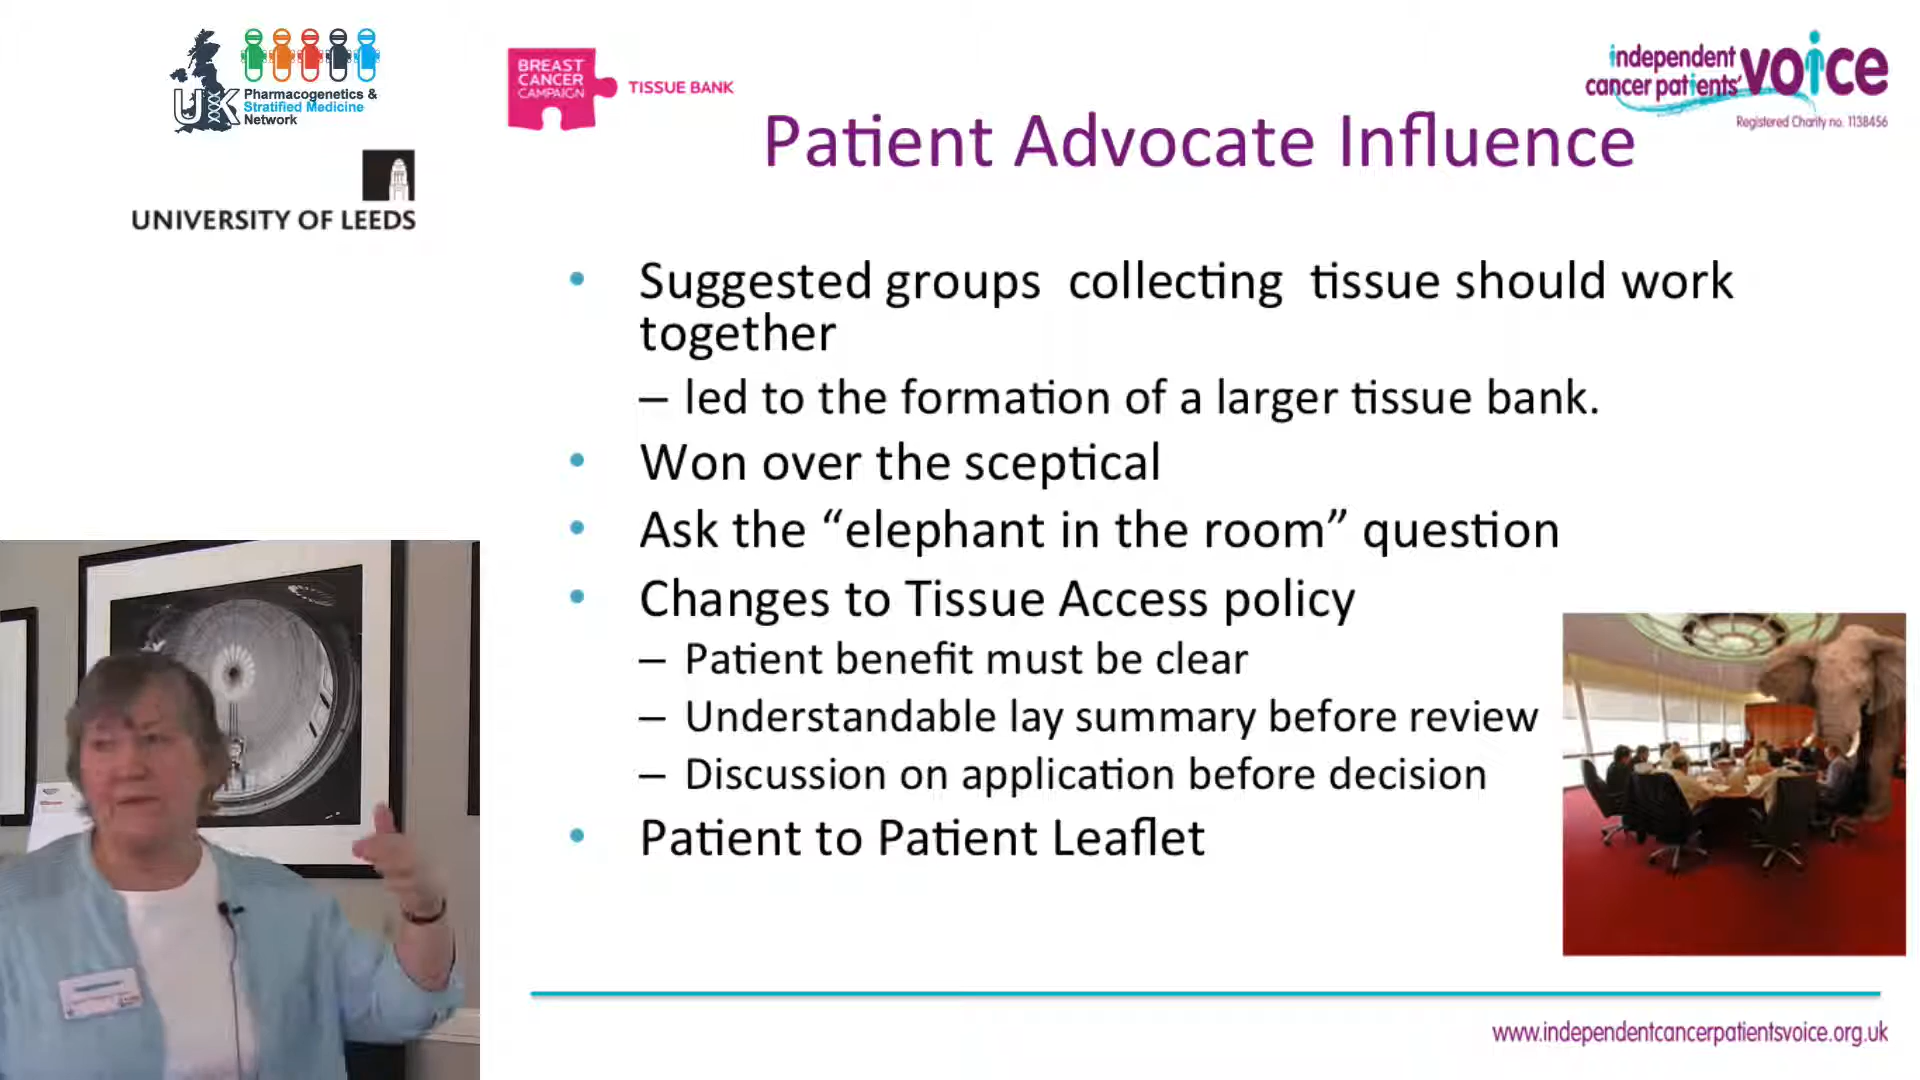 UK
Pharmacogenetics &
Stratified Medicine
Network
UNIVERSITY OF LEEDS
BREAST
CANCER
CAMPAIGN
TISSUE BANK
independent
cancer patients'
voice
Registered Charity no. 1138456
Patient Advocate Influence
• Suggested groups collecting tissue should work
together
– led to the formation of a larger tissue bank.
• Won over the sceptical
• Ask the “elephant in the room” question
• Changes to Tissue Access policy
– Patient benefit must be clear
– Understandable lay summary before review
– Discussion on application before decision
• Patient to Patient Leaflet
www.independentcancerpatientsvoice.org.uk